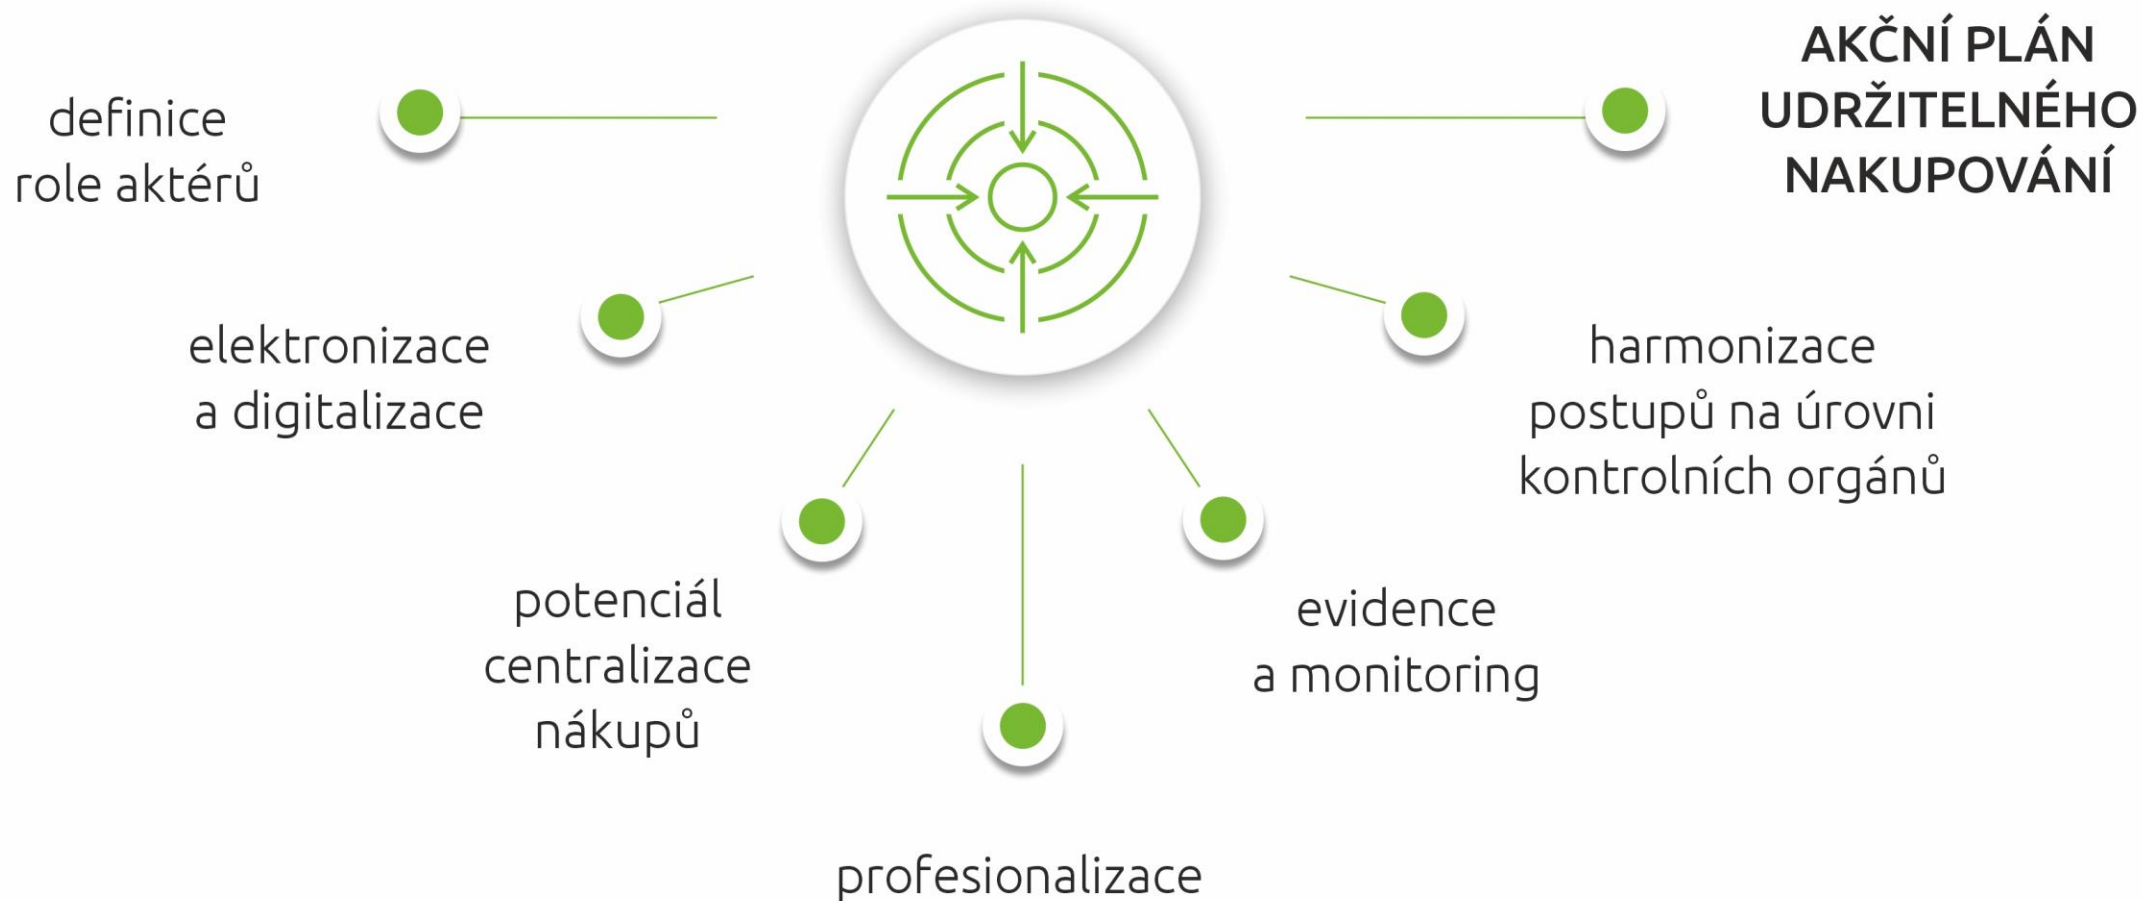 definice
role aktérů
elektronizace
a digitalizace
potenciál
centralizace
nákupů
profesionalizace
evidence
a monitoring
harmonizace
postupů na úrovni
kontrolních orgánů
AKČNÍ PLÁN
UDRŽITELNÉHO
NAKUPOVÁNÍ